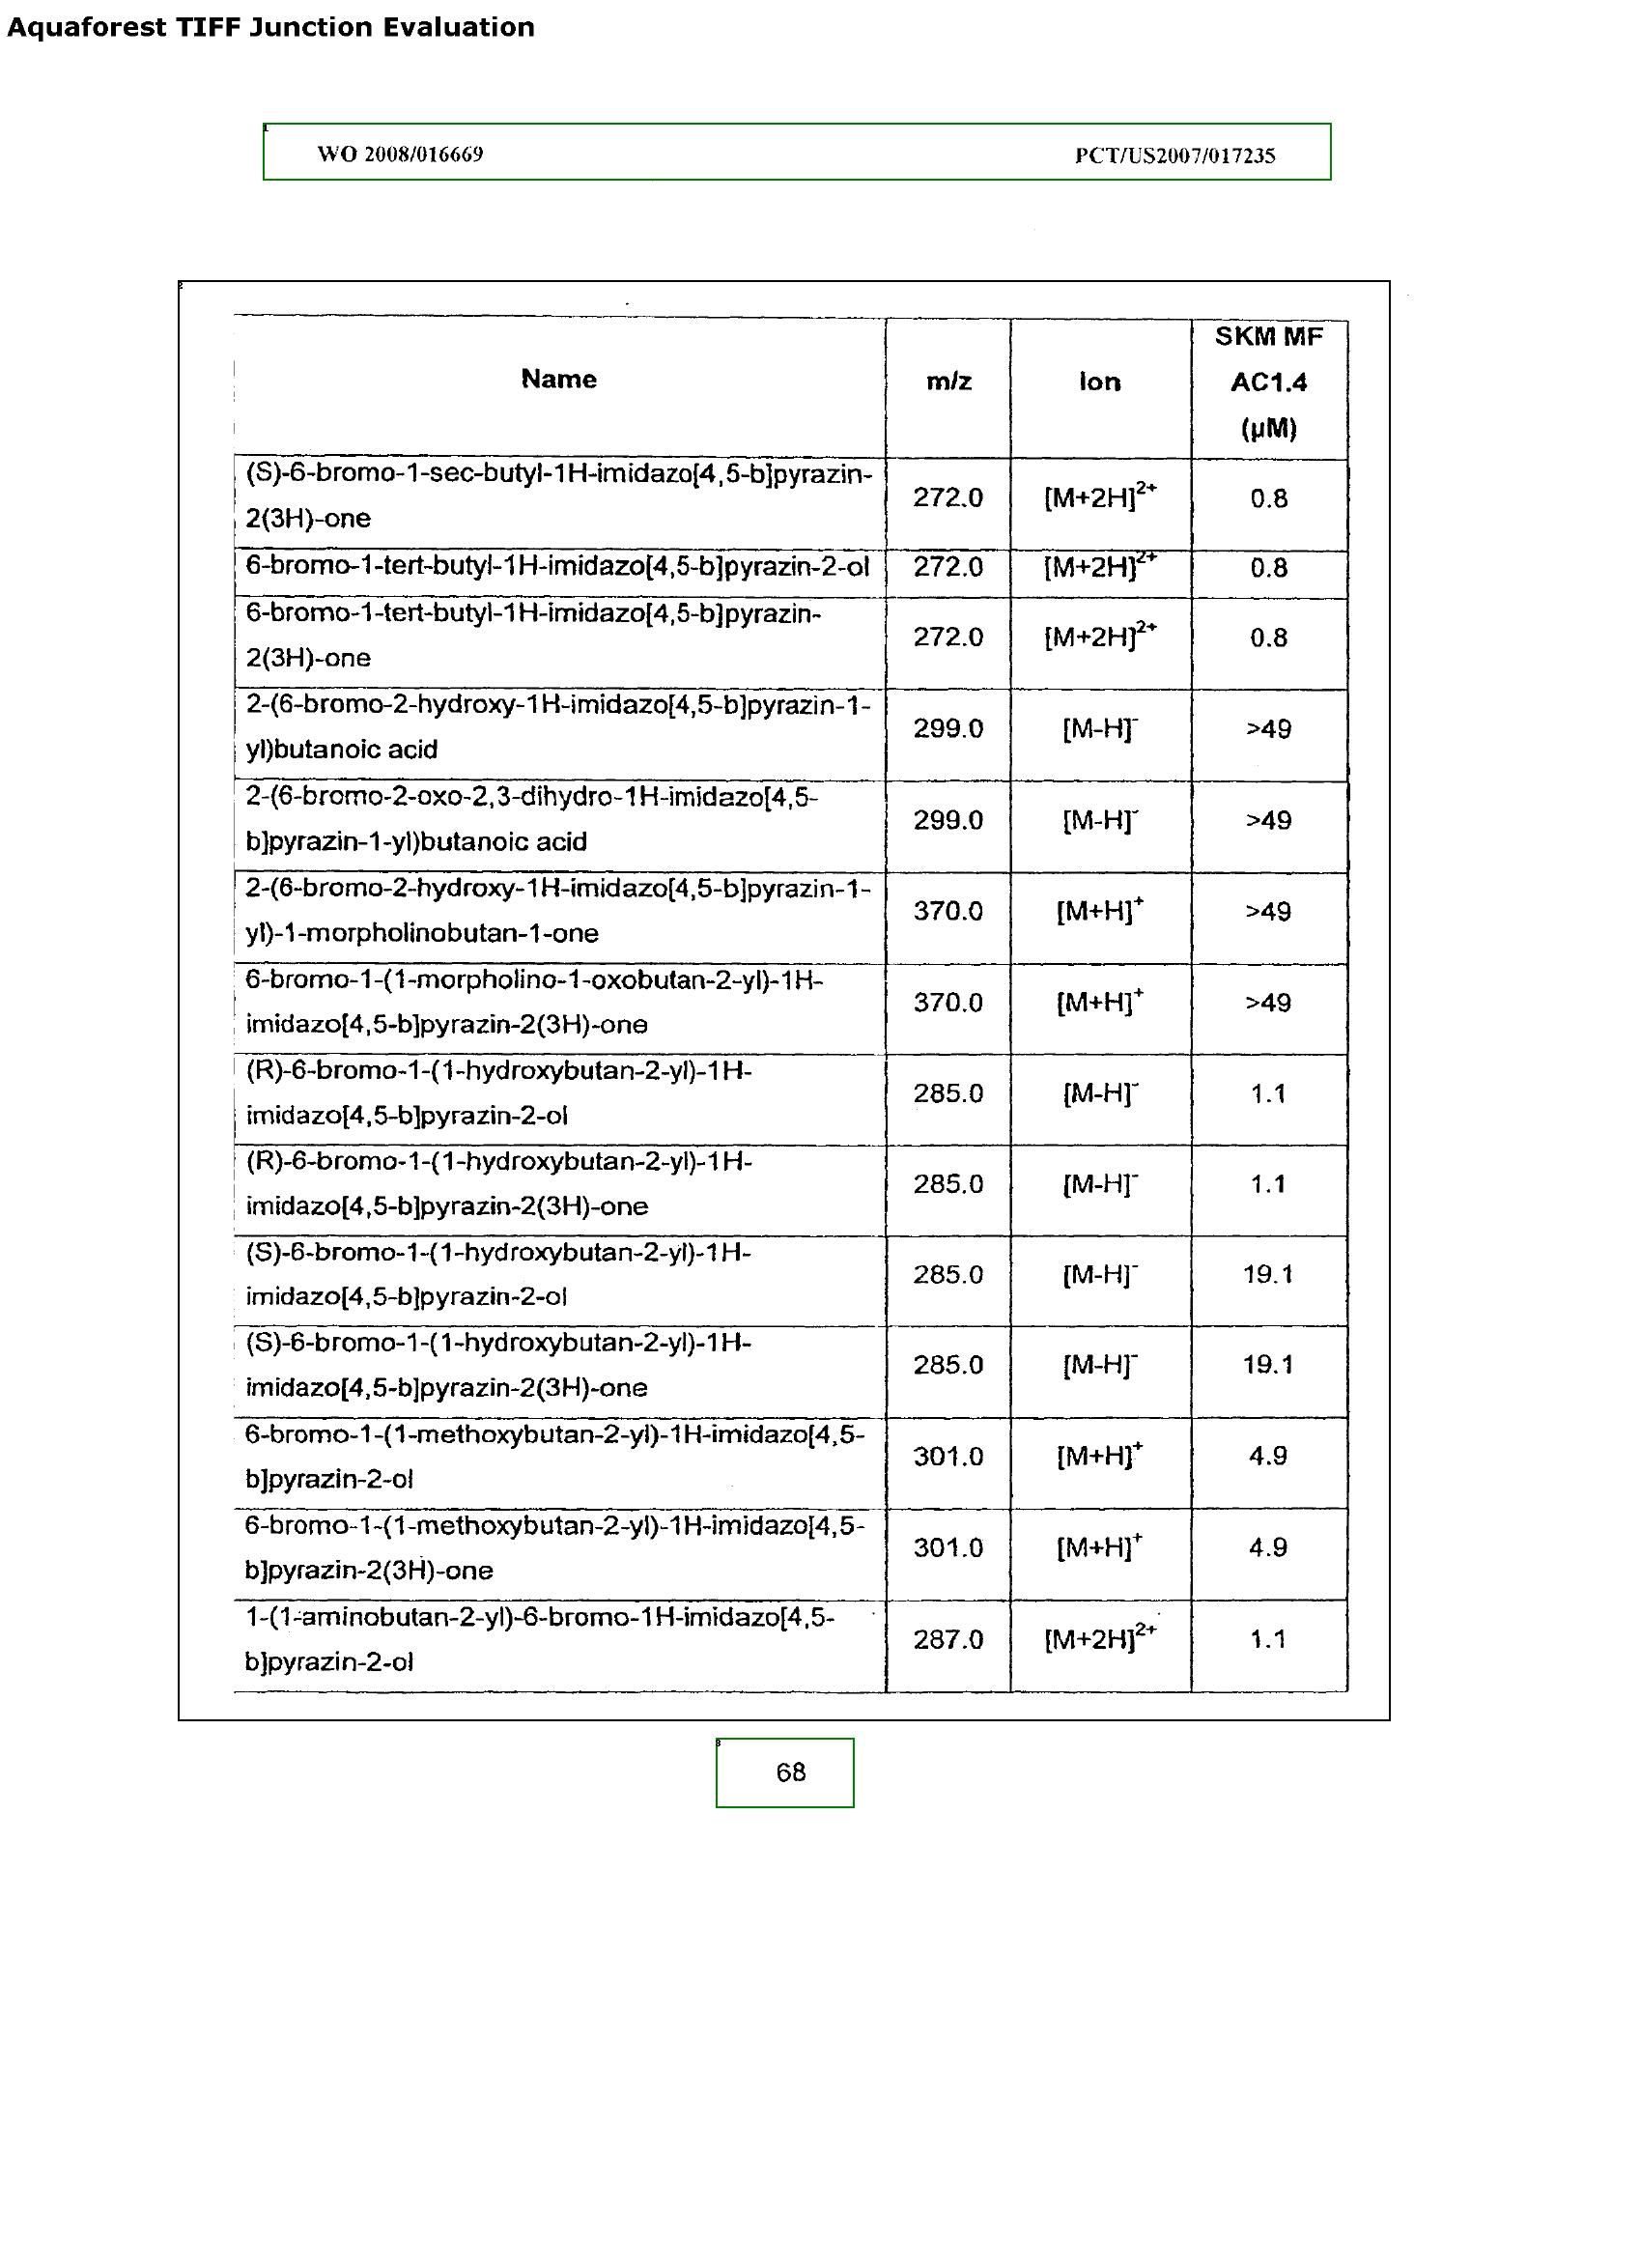 Aquaforest TIFF Junction Evaluation
WO 2008/016669 PCT/US2007/017235
Name m/z Ion SKM MF
AC1.4
(µM)
(S)-6-bromo-1-sec-butyl-1H-imidazo[4,5-b]pyrazin-
2(3H)-one 272.0 [M+2H]²⁺ 0.8
6-bromo-1-tert-butyl-1H-imidazo[4,5-b]pyrazin-2-ol 272.0 [M+2H]²⁺ 0.8
6-bromo-1-tert-butyl-1H-imidazo[4,5-b]pyrazin-
2(3H)-one 272.0 [M+2H]²⁺ 0.8
2-(6-bromo-2-hydroxy-1H-imidazo[4,5-b]pyrazin-1-
yl)butanoic acid 299.0 [M-H]⁻ >49
2-(6-bromo-2-oxo-2,3-dihydro-1H-imidazo[4,5-
b]pyrazin-1-yl)butanoic acid 299.0 [M-H]⁻ >49
2-(6-bromo-2-hydroxy-1H-imidazo[4,5-b]pyrazin-1-
yl)-1-morpholinobutan-1-one 370.0 [M+H]⁺ >49
6-bromo-1-(1-morpholino-1-oxobutan-2-yl)-1H-
imidazo[4,5-b]pyrazin-2(3H)-one 370.0 [M+H]⁺ >49
(R)-6-bromo-1-(1-hydroxybutan-2-yl)-1H-
imidazo[4,5-b]pyrazin-2-ol 285.0 [M-H]⁻ 1.1
(R)-6-bromo-1-(1-hydroxybutan-2-yl)-1H-
imidazo[4,5-b]pyrazin-2(3H)-one 285.0 [M-H]⁻ 1.1
(S)-6-bromo-1-(1-hydroxybutan-2-yl)-1H-
imidazo[4,5-b]pyrazin-2-ol 285.0 [M-H]⁻ 19.1
(S)-6-bromo-1-(1-hydroxybutan-2-yl)-1H-
imidazo[4,5-b]pyrazin-2(3H)-one 285.0 [M-H]⁻ 19.1
6-bromo-1-(1-methoxybutan-2-yl)-1H-imidazo[4,5-
b]pyrazin-2-ol 301.0 [M+H]⁺ 4.9
6-bromo-1-(1-methoxybutan-2-yl)-1H-imidazo[4,5-
b]pyrazin-2(3H)-one 301.0 [M+H]⁺ 4.9
1-(1-aminobutan-2-yl)-6-bromo-1H-imidazo[4,5-
b]pyrazin-2-ol 287.0 [M+2H]²⁺ 1.1
68